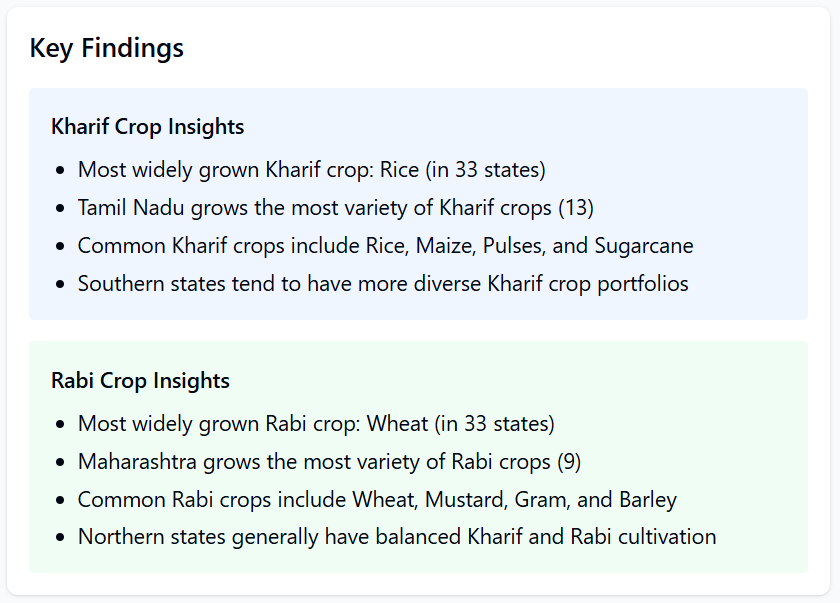 Key Findings
Kharif Crop Insights
• Most widely grown Kharif crop: Rice (in 33 states)
• Tamil Nadu grows the most variety of Kharif crops (13)
• Common Kharif crops include Rice, Maize, Pulses, and Sugarcane
• Southern states tend to have more diverse Kharif crop portfolios
Rabi Crop Insights
• Most widely grown Rabi crop: Wheat (in 33 states)
• Maharashtra grows the most variety of Rabi crops (9)
• Common Rabi crops include Wheat, Mustard, Gram, and Barley
• Northern states generally have balanced Kharif and Rabi cultivation